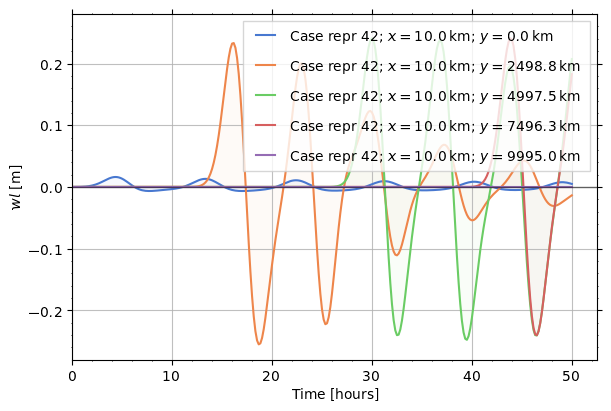 Case repr 42; x = 10.0 km; y = 0.0 km
Case repr 42; x = 10.0 km; y = 2498.8 km
Case repr 42; x = 10.0 km; y = 4997.5 km
Case repr 42; x = 10.0 km; y = 7496.3 km
Case repr 42; x = 10.0 km; y = 9995.0 km
wl [m]
0.2
0.1
0.0
−0.1
−0.2
0 10 20 30 40 50
Time [hours]